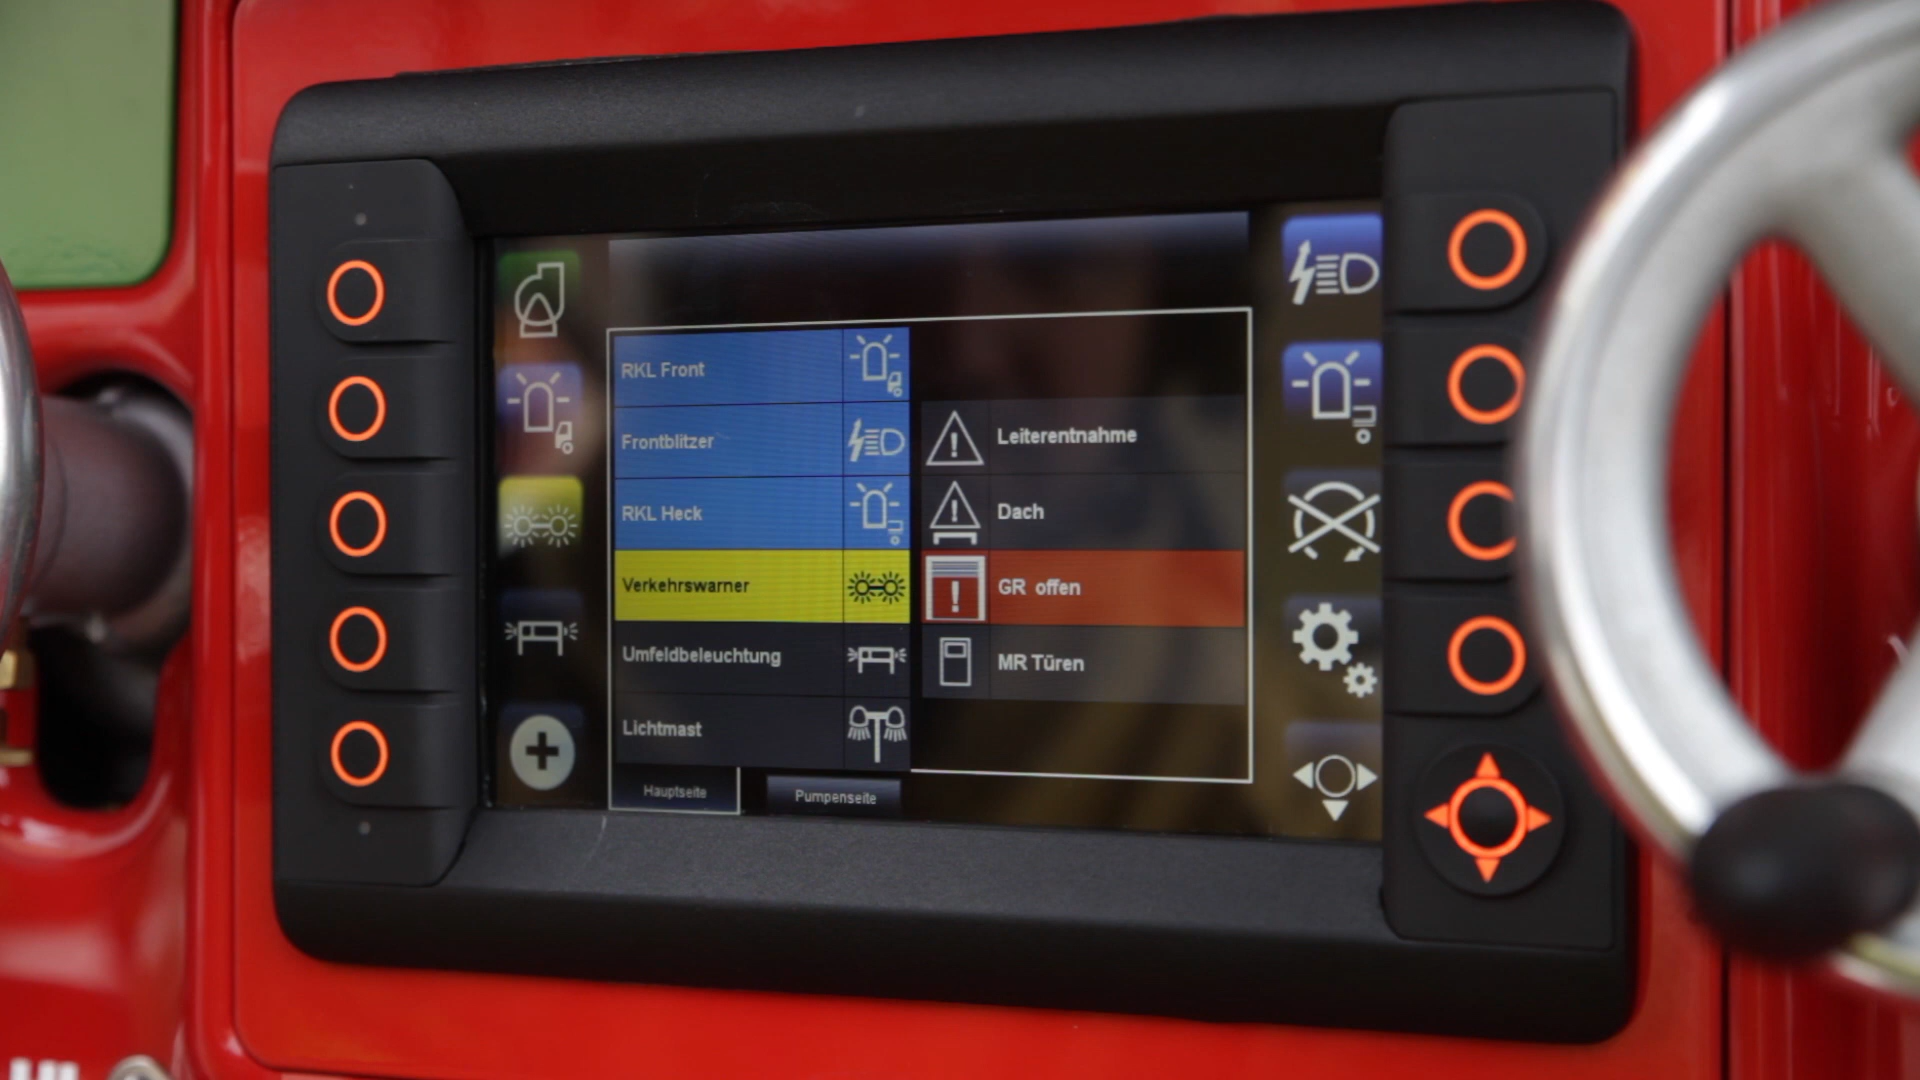 RKL Front
Frontblitzer
RKL Heck
Verkehrswarner
Umfeldbeleuchtung
Lichtmast
Leiterentnahme
Dach
GR offen
MR Türen
Hauptseite
Pumpenseite